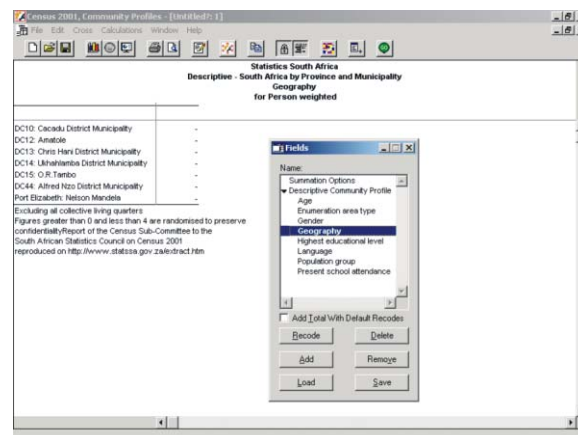 Census 2001, Community Profiles - [Untitled?: 1]
File Edit Cross Calculations Window Help
Statistics South Africa
Descriptive - South Africa by Province and Municipality
Geography
for Person weighted
DC10: Cacadu District Municipality -
DC12: Amatole -
DC13: Chris Hani District Municipality -
DC14: Ukhahlamba District Municipality -
DC15: O.R.Tambo -
DC44: Alfred Nzo District Municipality -
Port Elizabeth: Nelson Mandela -
Excluding all collective living quarters
Figures greater than 0 and less than 4 are randomised to preserve
confidentialityReport of the Census Sub-Committee to the
South African Statistics Council on Census 2001
reproduced on http://www.statssa.gov.za/extract.htm
Fields
Name:
Summation Options
Descriptive Community Profile
Age
Enumeration area type
Gender
Geography
Highest educational level
Language
Population group
Present school attendance
Add Total With Default Recodes
Recode Delete
Add Remove
Load Save